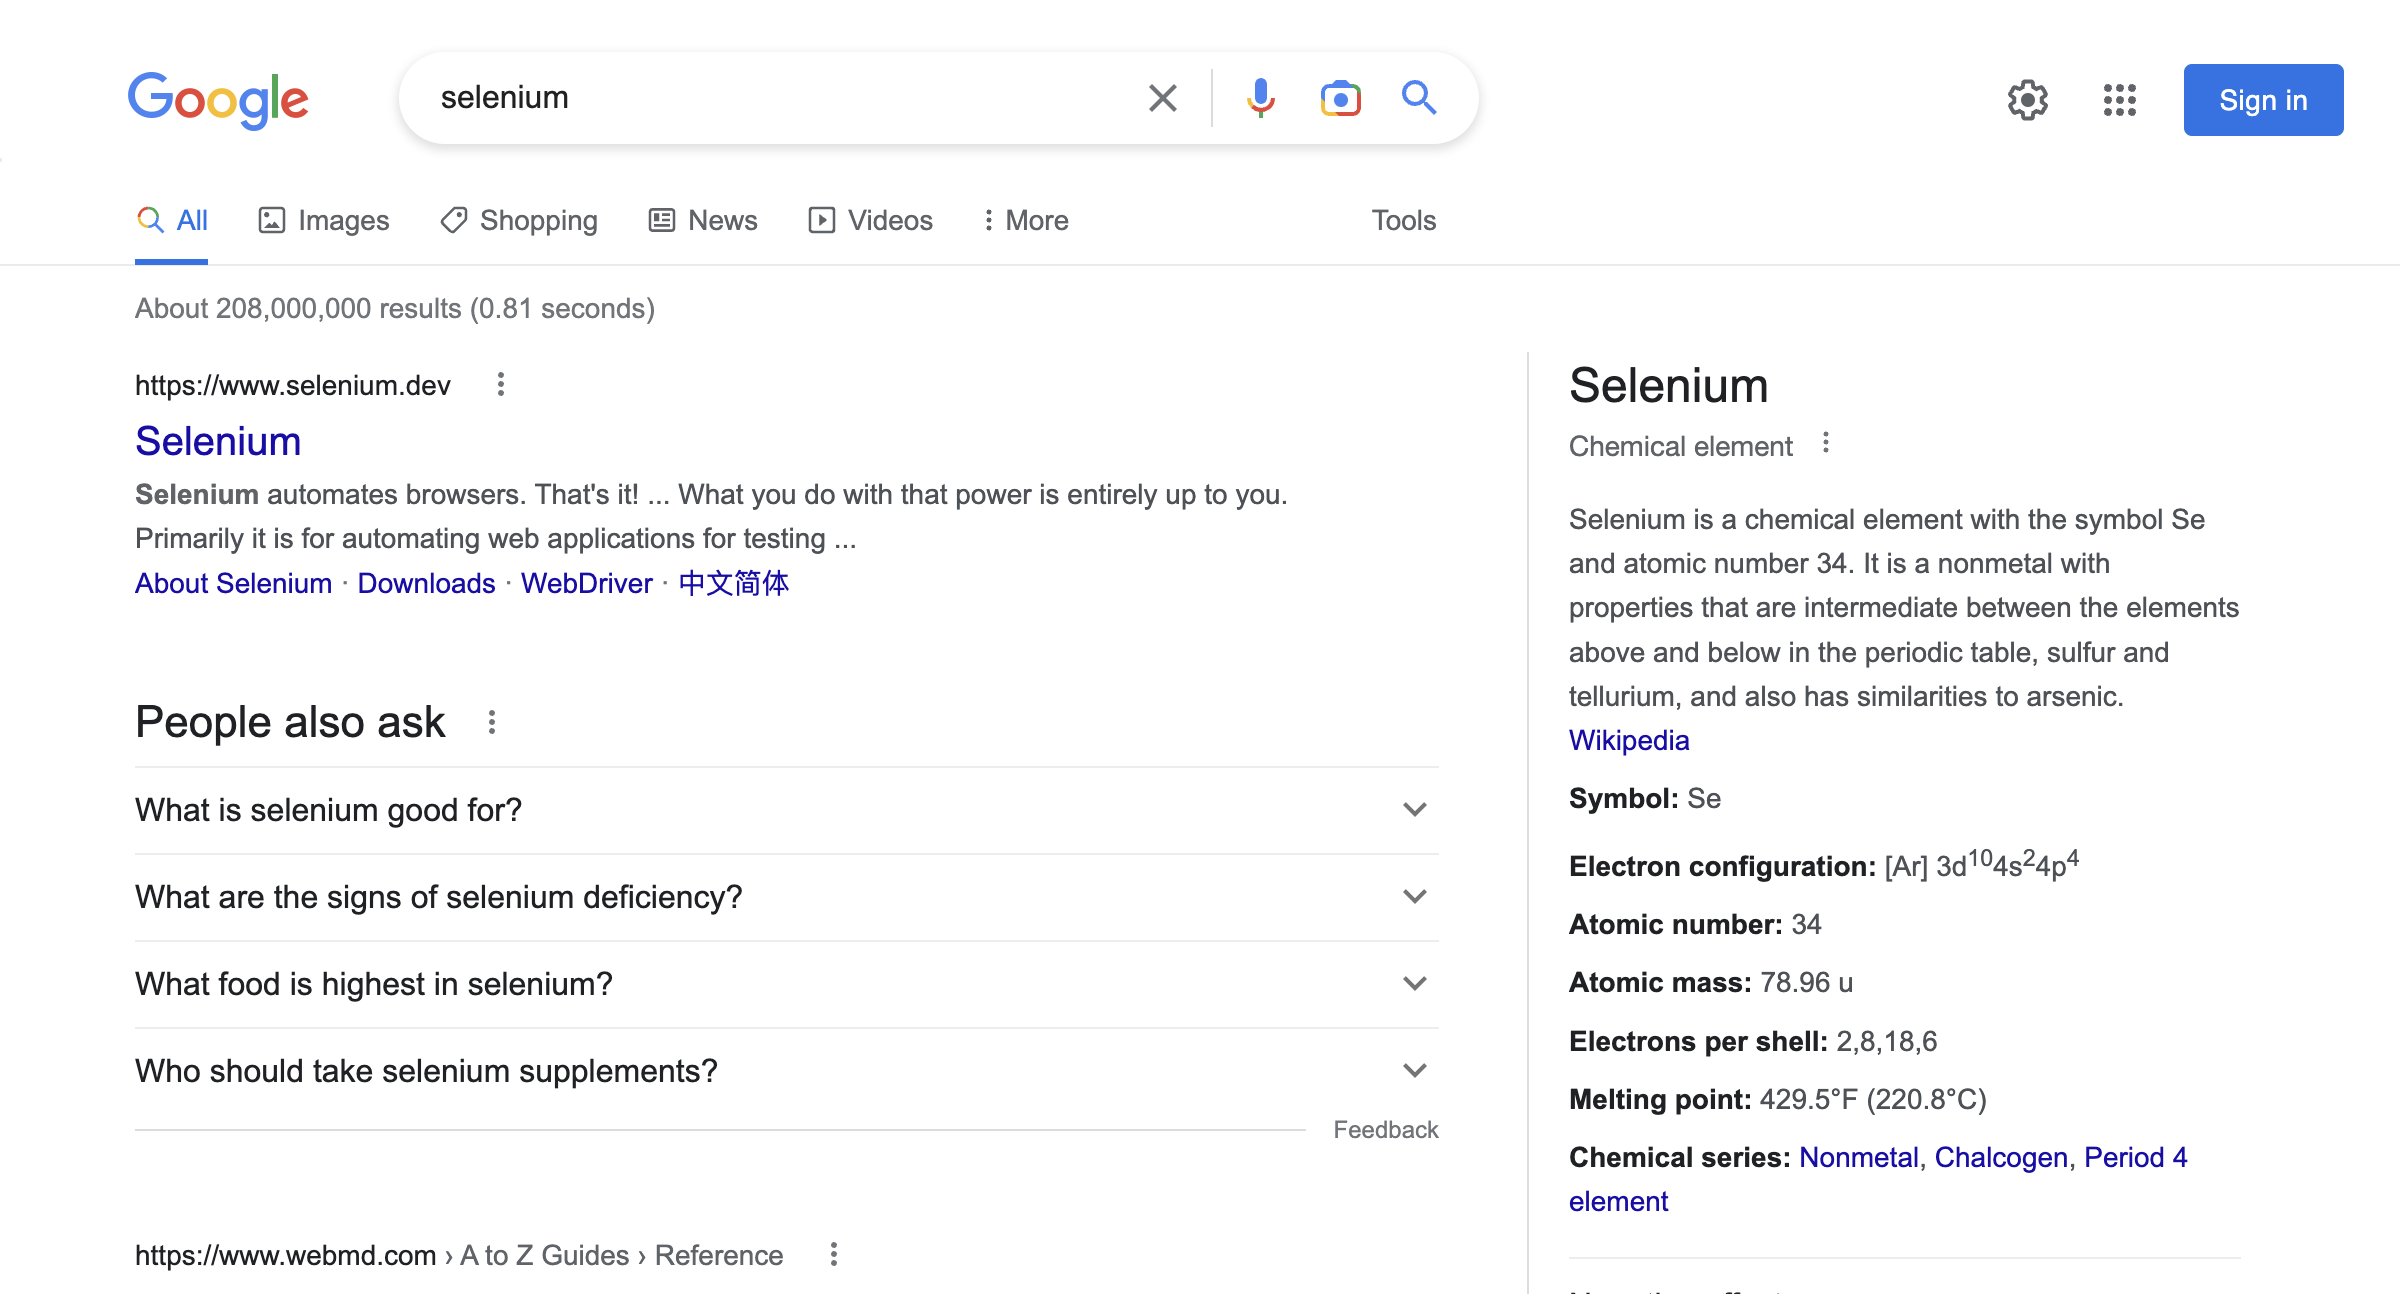 Google
selenium
Sign in
All
Images
Shopping
News
Videos
More
Tools
About 208,000,000 results (0.81 seconds)
https://www.selenium.dev
Selenium
Selenium automates browsers. That's it! ... What you do with that power is entirely up to you.
Primarily it is for automating web applications for testing ...
About Selenium · Downloads · WebDriver · 中文简体
People also ask
What is selenium good for?
What are the signs of selenium deficiency?
What food is highest in selenium?
Who should take selenium supplements?
Feedback
https://www.webmd.com › A to Z Guides › Reference
Selenium
Chemical element
Selenium is a chemical element with the symbol Se
and atomic number 34. It is a nonmetal with
properties that are intermediate between the elements
above and below in the periodic table, sulfur and
tellurium, and also has similarities to arsenic.
Wikipedia
Symbol: Se
Electron configuration: [Ar] 3d¹⁰4s²4p⁴
Atomic number: 34
Atomic mass: 78.96 u
Electrons per shell: 2,8,18,6
Melting point: 429.5°F (220.8°C)
Chemical series: Nonmetal, Chalcogen, Period 4
element